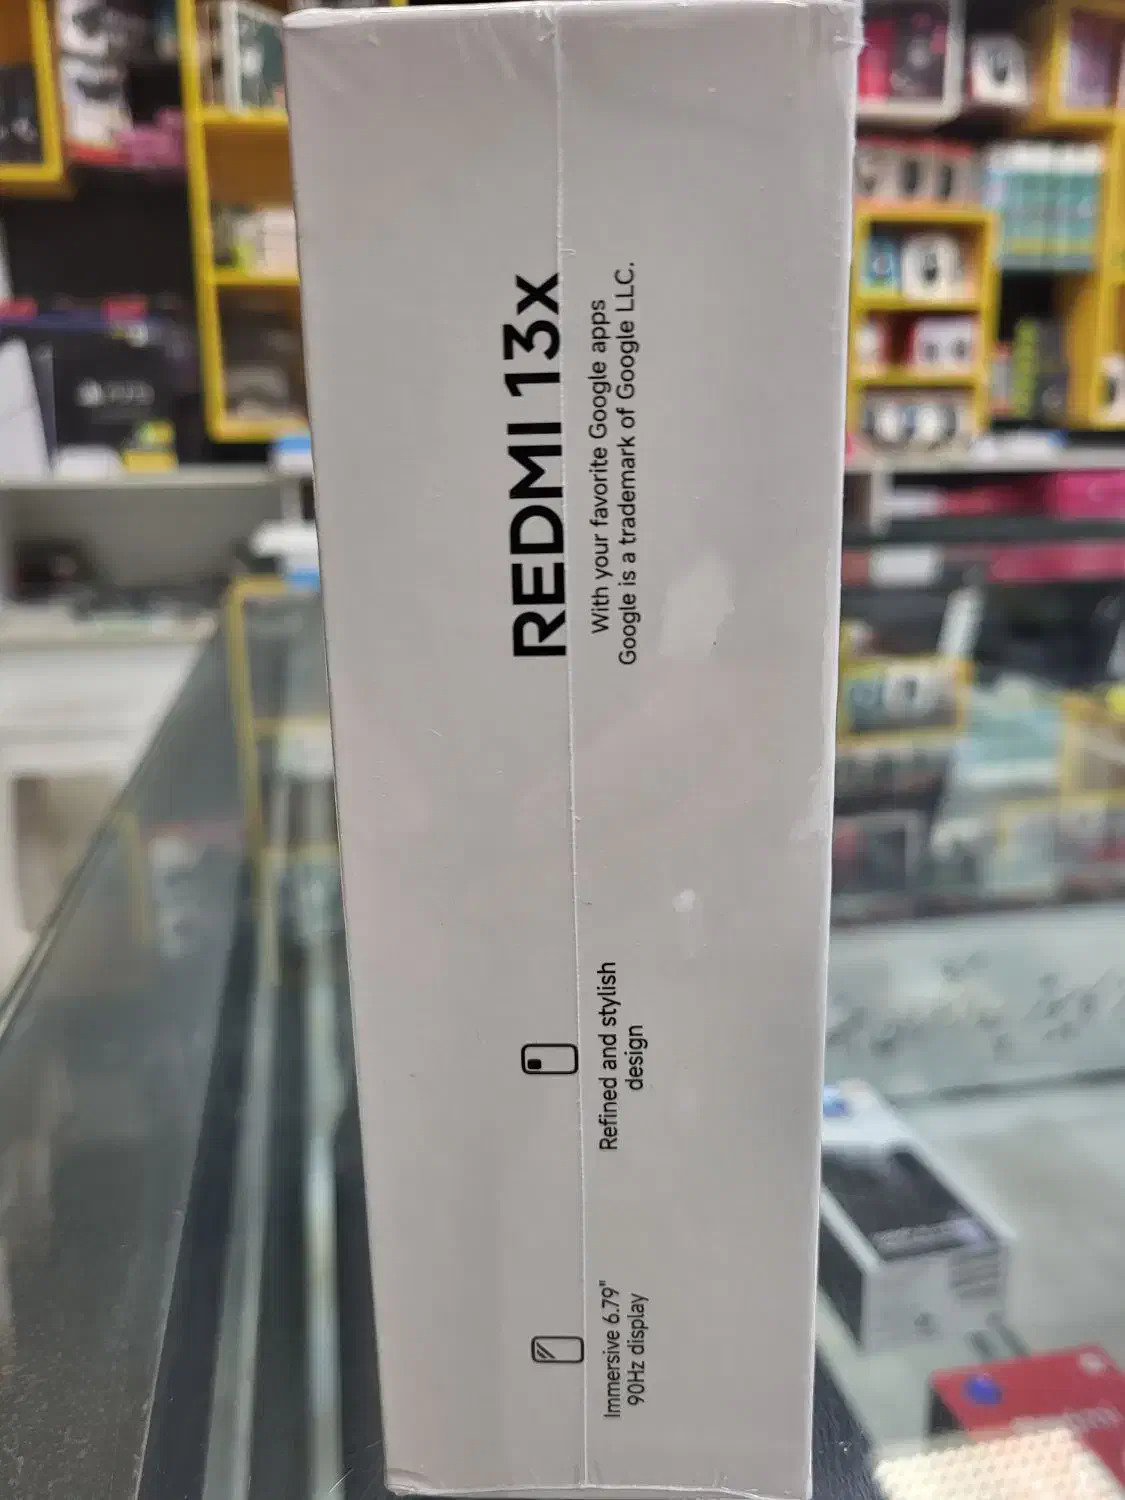 REDMI 13x
With your favorite Google apps
Google is a trademark of Google LLC.
Refined and stylish
design
Immersive 6.79"
90Hz display